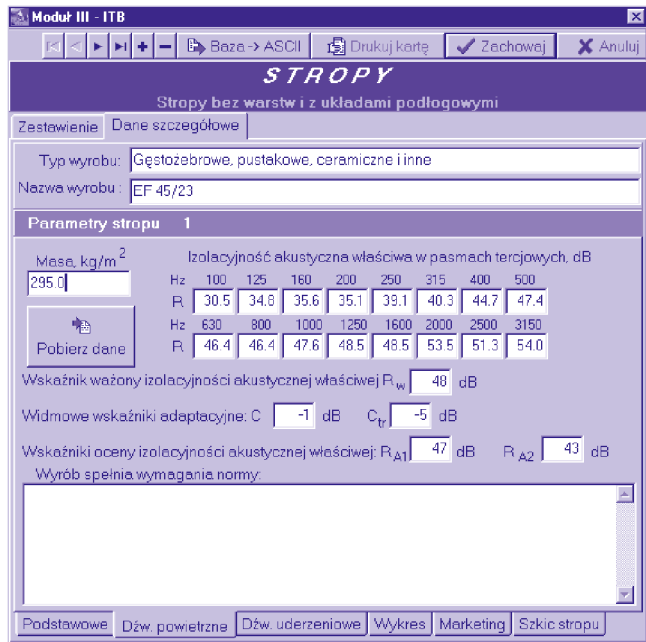 Moduł III - ITB
Baza -> ASCII Drukuj kartę Zachowaj Anuluj
STROPY
Stropy bez warstw i z układami podłogowymi
Zestawienie Dane szczegółowe
Typ wyrobu: Gęstożebrowe, pustakowe, ceramiczne i inne
Nazwa wyrobu : EF 45/23
Parametry stropu 1
Masa, kg/m2 Izolacyjność akustyczna właściwa w pasmach tercjowych, dB
Hz 100 125 160 200 250 315 400 500
295.0 R 30.5 34.8 35.6 35.1 39.1 40.3 44.7 47.4
Hz 630 800 1000 1250 1600 2000 2500 3150
Pobierz dane R 46.4 46.4 47.6 48.5 48.5 53.5 51.3 54.0
Wskaźnik ważony izolacyjności akustycznej właściwej Rw 48 dB
Widmowe wskaźniki adaptacyjne: C -1 dB Ctr -5 dB
Wskaźniki oceny izolacyjności akustycznej właściwej: RA1 47 dB RA2 43 dB
Wyrób spełnia wymagania normy:
Podstawowe Dźw. powietrzne Dźw. uderzeniowe Wykres Marketing Szkic stropu